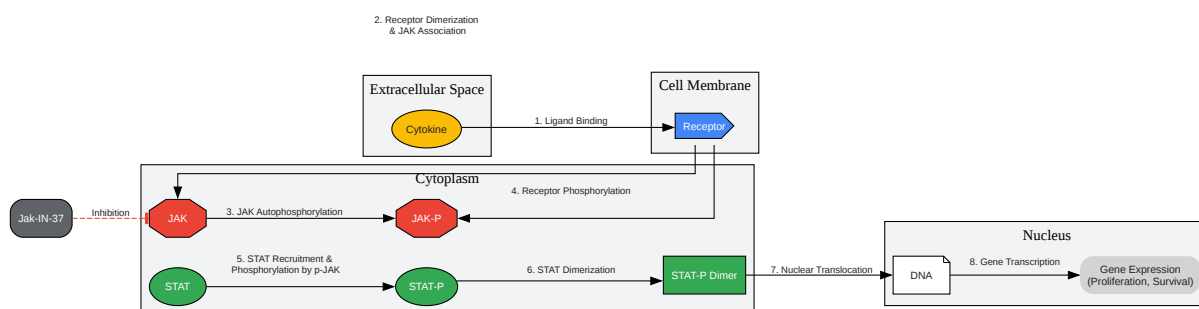 2. Receptor Dimerization
& JAK Association
Extracellular Space
Cell Membrane
Cytokine
1. Ligand Binding
Receptor
Cytoplasm
4. Receptor Phosphorylation
Jak-IN-37
Inhibition
JAK
3. JAK Autophosphorylation
JAK-P
Nucleus
5. STAT Recruitment &
Phosphorylation by p-JAK
STAT
STAT-P
6. STAT Dimerization
STAT-P Dimer
7. Nuclear Translocation
DNA
8. Gene Transcription
Gene Expression
(Proliferation, Survival)